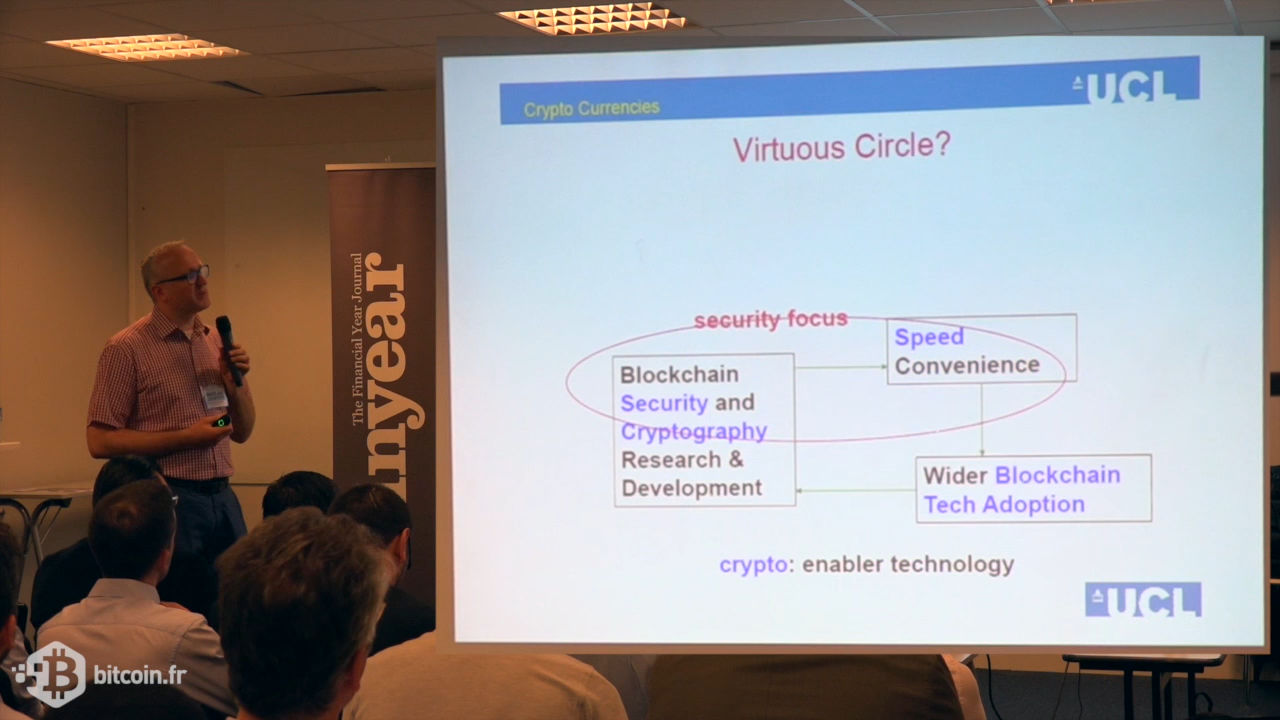 UCL
Crypto Currencies
Virtuous Circle?
security focus
Speed
Convenience
Blockchain
Security and
Cryptography
Research &
Development
Wider Blockchain
Tech Adoption
crypto: enabler technology
UCL
The Financial Year Journal
nyear
bitcoin.fr